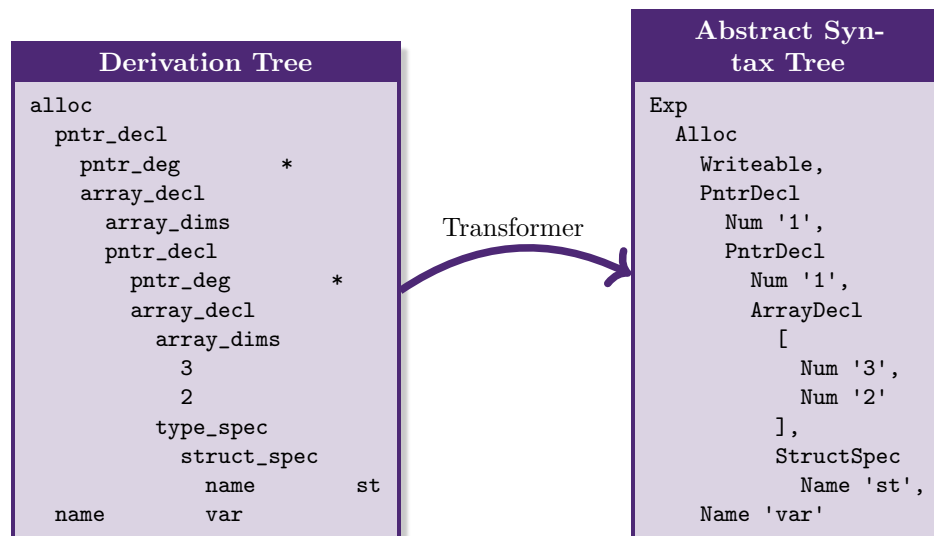 Derivation Tree
alloc
  pntr_decl
    pntr_deg        *
    array_decl
      array_dims
      pntr_decl
        pntr_deg        *
        array_decl
          array_dims
            3
            2
          type_spec
            struct_spec
              name        st
  name        var
Transformer
Abstract Syn-
tax Tree
Exp
  Alloc
    Writeable,
    PntrDecl
      Num '1',
      PntrDecl
        Num '1',
        ArrayDecl
          [
            Num '3',
            Num '2'
          ],
          StructSpec
            Name 'st',
    Name 'var'